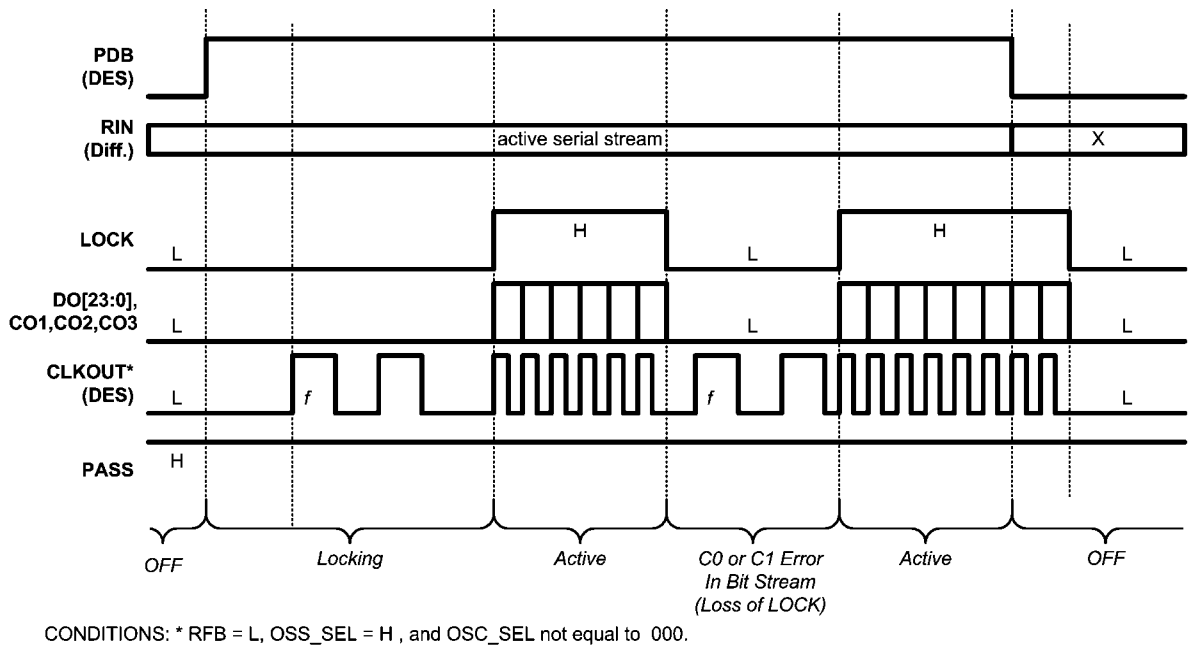 PDB
(DES)
RIN
(Diff.)
active serial stream
X
LOCK
L
H
L
H
L
DO[23:0],
CO1,CO2,CO3
L
L
L
CLKOUT*
(DES)
L
f
f
L
PASS
H
OFF
Locking
Active
C0 or C1 Error
In Bit Stream
(Loss of LOCK)
Active
OFF
CONDITIONS: * RFB = L, OSS_SEL = H , and OSC_SEL not equal to  000.